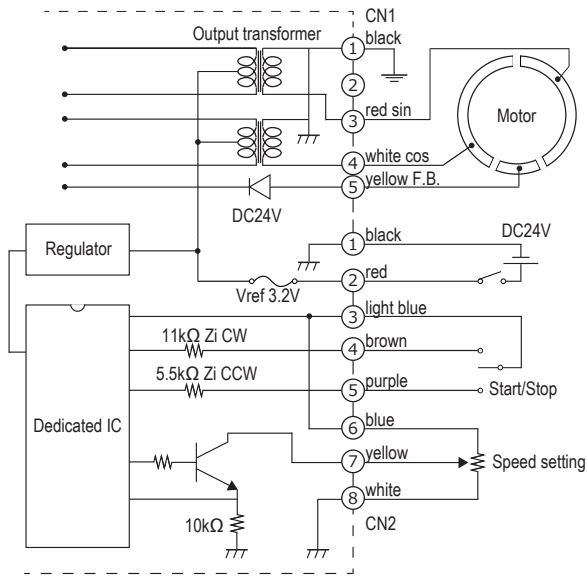 CN1
Output transformer
1 black
2
3 red sin
Motor
4 white cos
5 yellow F.B.
DC24V
1 black
DC24V
Regulator
2 red
Vref 3.2V
3 light blue
11kΩ Zi CW
4 brown
5.5kΩ Zi CCW
5 purple
Start/Stop
Dedicated IC
6 blue
7 yellow
Speed setting
8 white
10kΩ
CN2